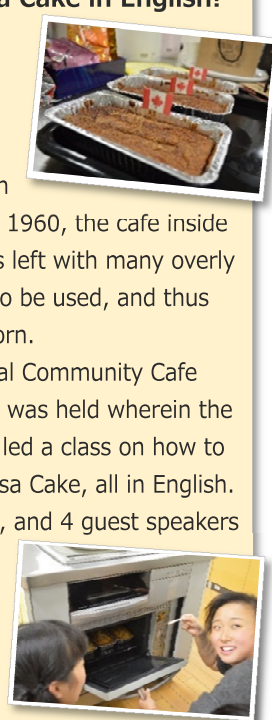 a Cake in English!
1960, the cafe inside
s left with many overly
o be used, and thus
orn.
al Community Cafe
was held wherein the
led a class on how to
sa Cake, all in English.
, and 4 guest speakers